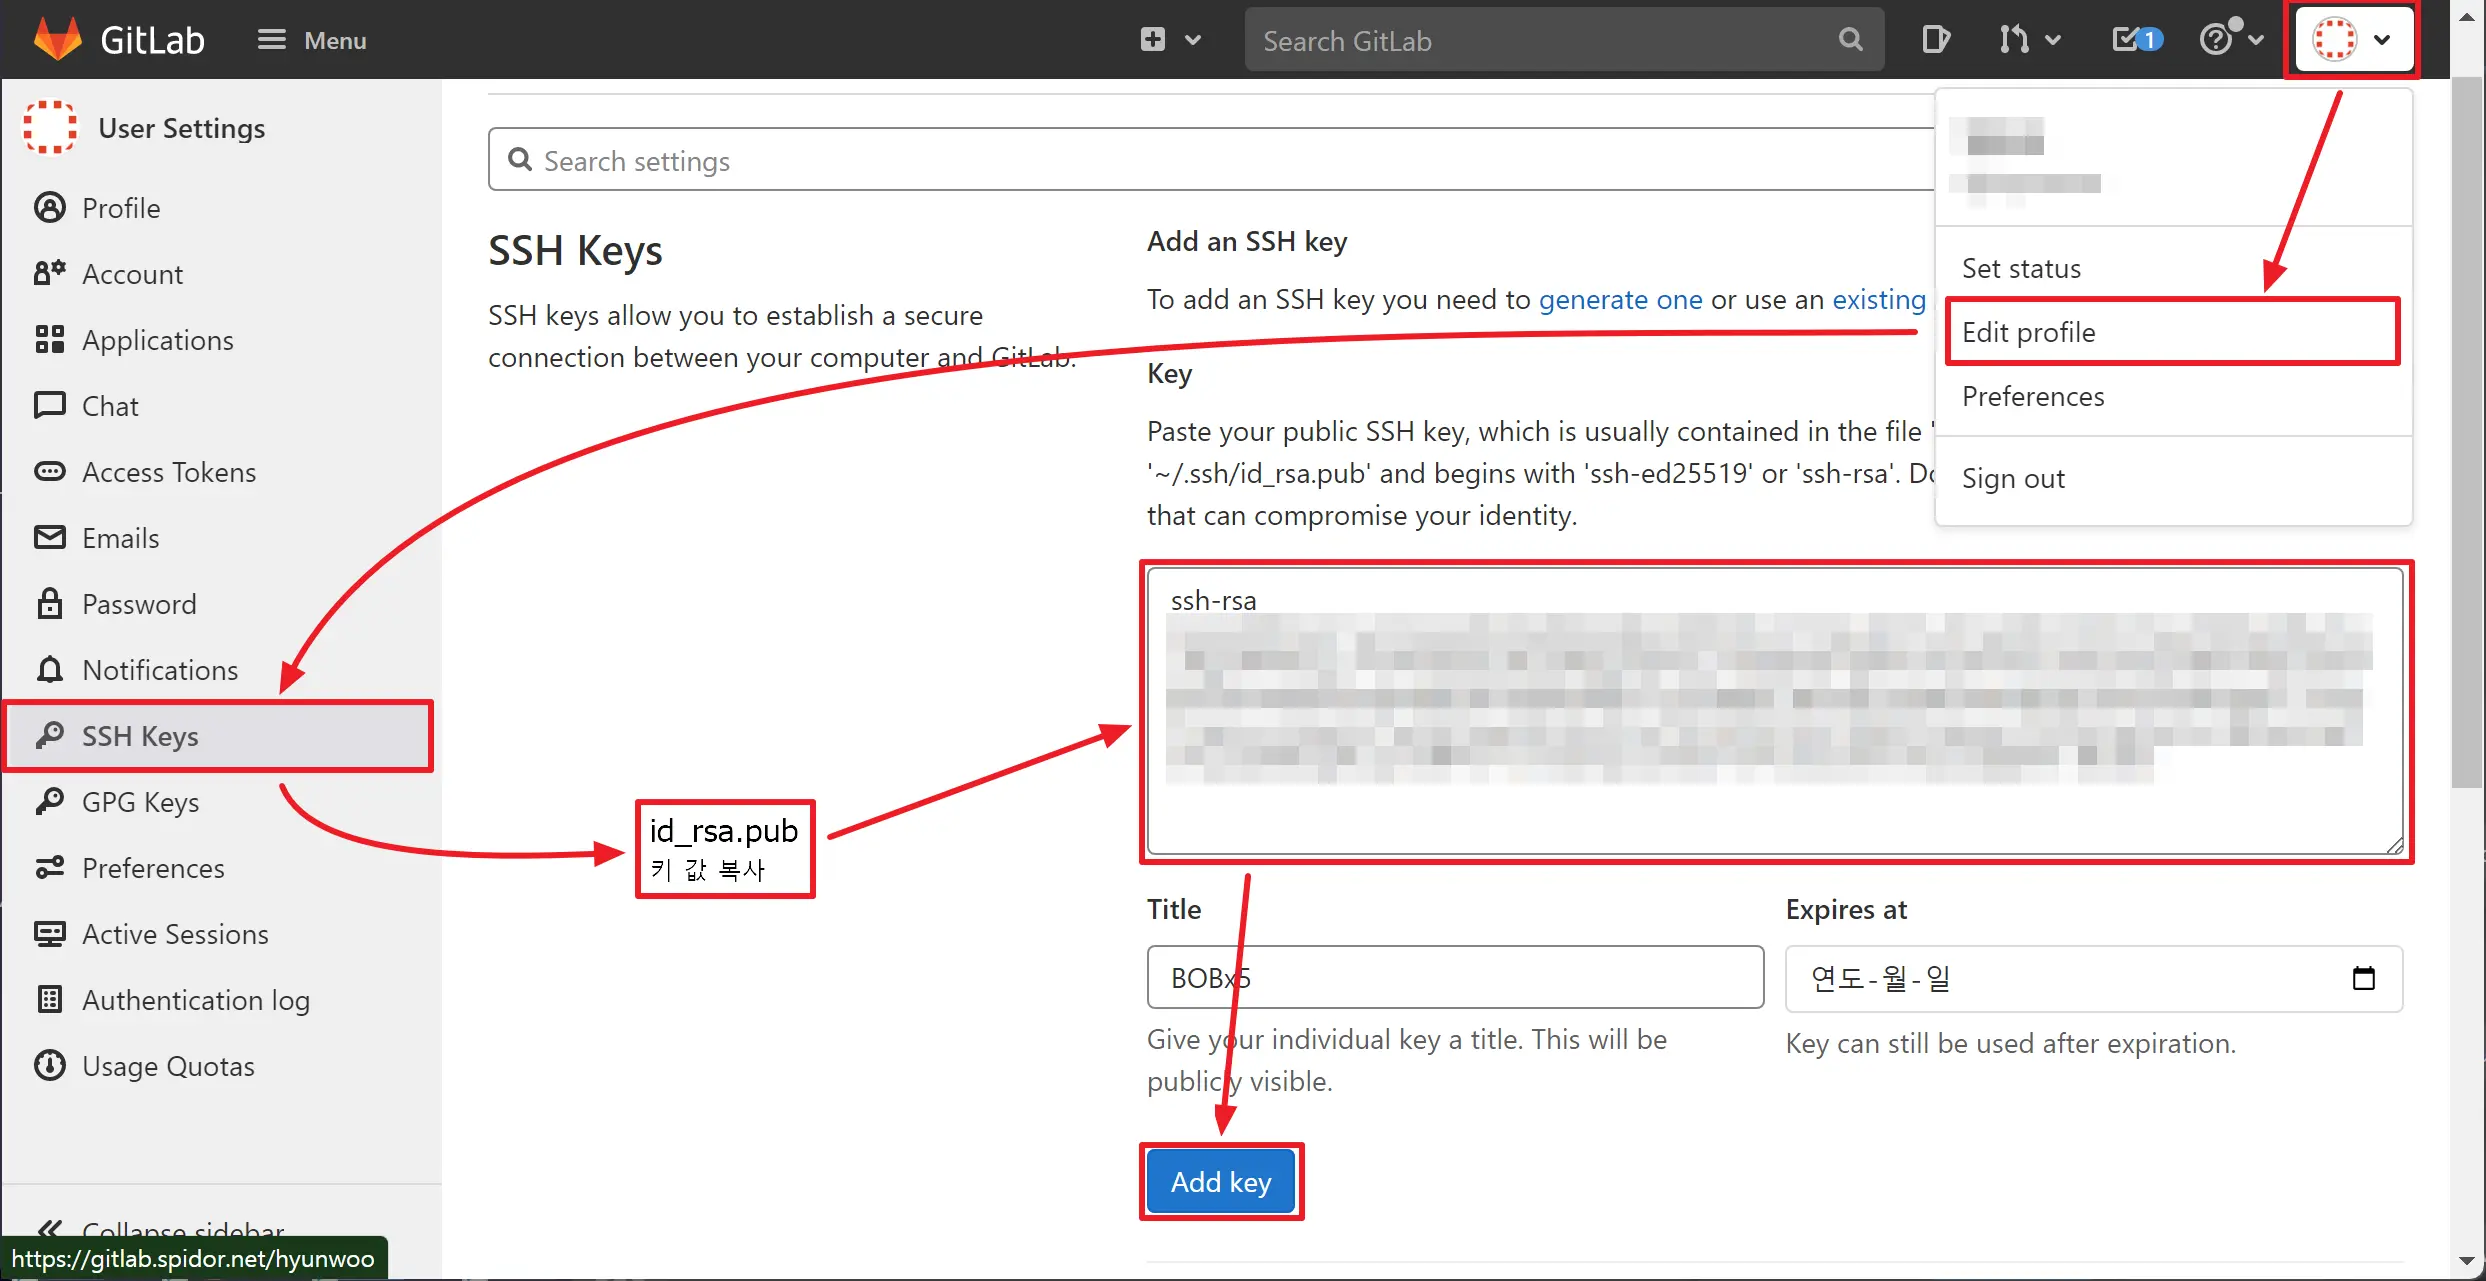 GitLab
Menu
Search GitLab
1
User Settings
Profile
Account
Applications
Chat
Access Tokens
Emails
Password
Notifications
SSH Keys
GPG Keys
Preferences
Active Sessions
Authentication log
Usage Quotas
Collapse sidebar
https://gitlab.spidor.net/hyunwoo
Search settings
SSH Keys
SSH keys allow you to establish a secure
connection between your computer and GitLab.
id_rsa.pub
키 값 복사
Add an SSH key
To add an SSH key you need to generate one or use an existing
Key
Paste your public SSH key, which is usually contained in the file '
'~/.ssh/id_rsa.pub' and begins with 'ssh-ed25519' or 'ssh-rsa'.
that can compromise your identity.
ssh-rsa
Title
BOBx5
Give your individual key a title. This will be
publicly visible.
Expires at
연도-월-일
Key can still be used after expiration.
Add key
Set status
Edit profile
Preferences
Sign out